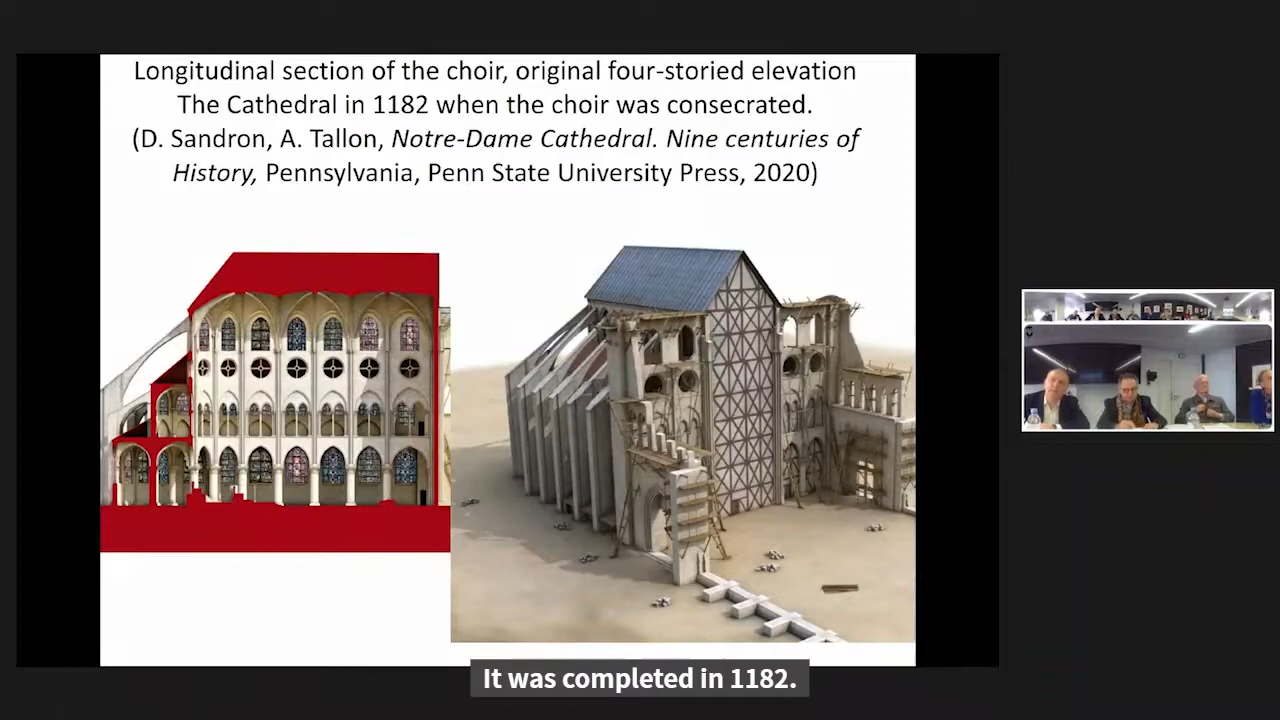 Longitudinal section of the choir, original four-storied elevation
The Cathedral in 1182 when the choir was consecrated.
(D. Sandron, A. Tallon, Notre-Dame Cathedral. Nine centuries of
History, Pennsylvania, Penn State University Press, 2020)
It was completed in 1182.